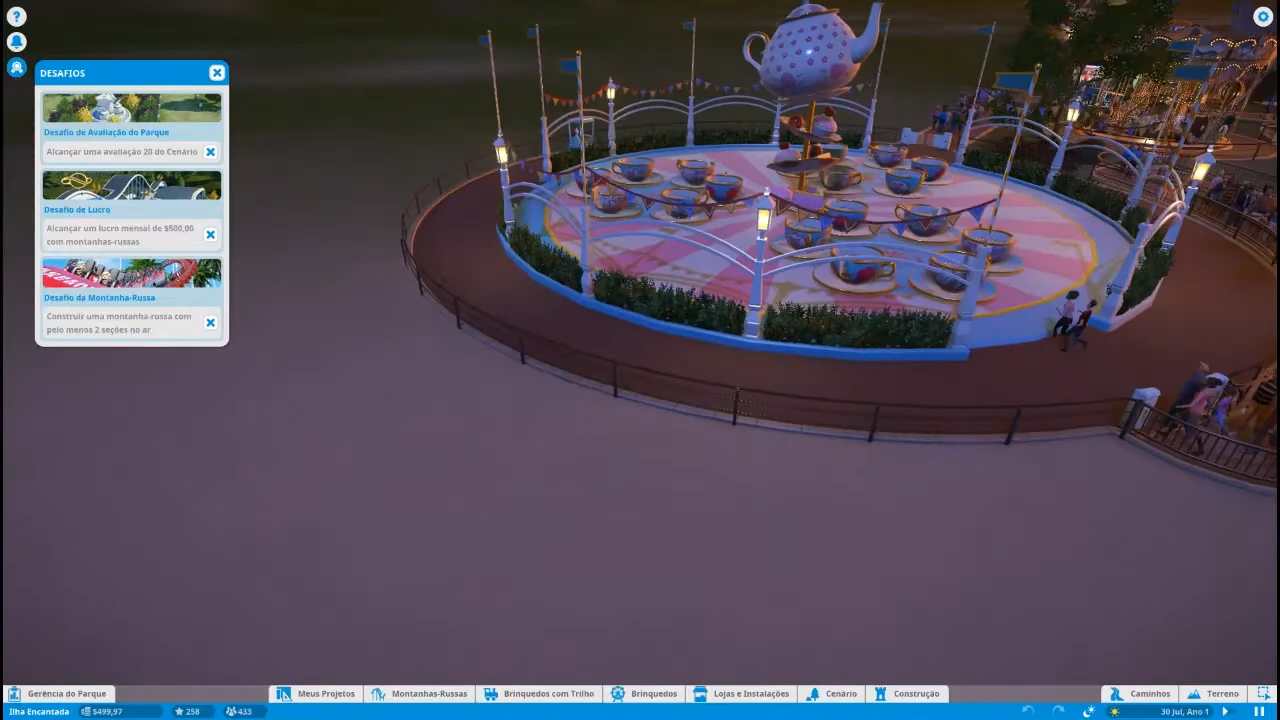 DESAFIOS
Desafio de Avaliação do Parque
Alcançar uma avaliação 20 do Cenário
Desafio de Lucro
Alcançar um lucro mensal de $500,00
com montanhas-russas
Desafio da Montanha-Russa
Construir uma montanha-russa com
pelo menos 2 seções no ar
Gerência do Parque
Meus Projetos
Montanhas-Russas
Brinquedos com Trilho
Brinquedos
Lojas e Instalações
Cenário
Construção
Caminhos
Terreno
Ilha Encantada
$499,97
258
433
30 Jul, Ano 1